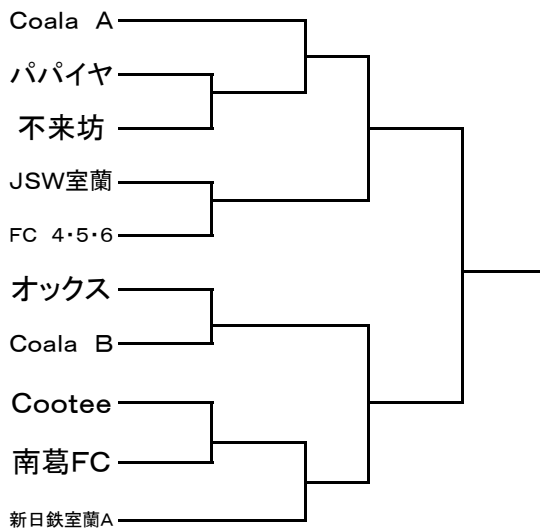 Coala　A
パパイヤ
不来坊
JSW室蘭
FC　4・5・6
オックス
Coala　B
Cootee
南葛FC
新日鉄室蘭A